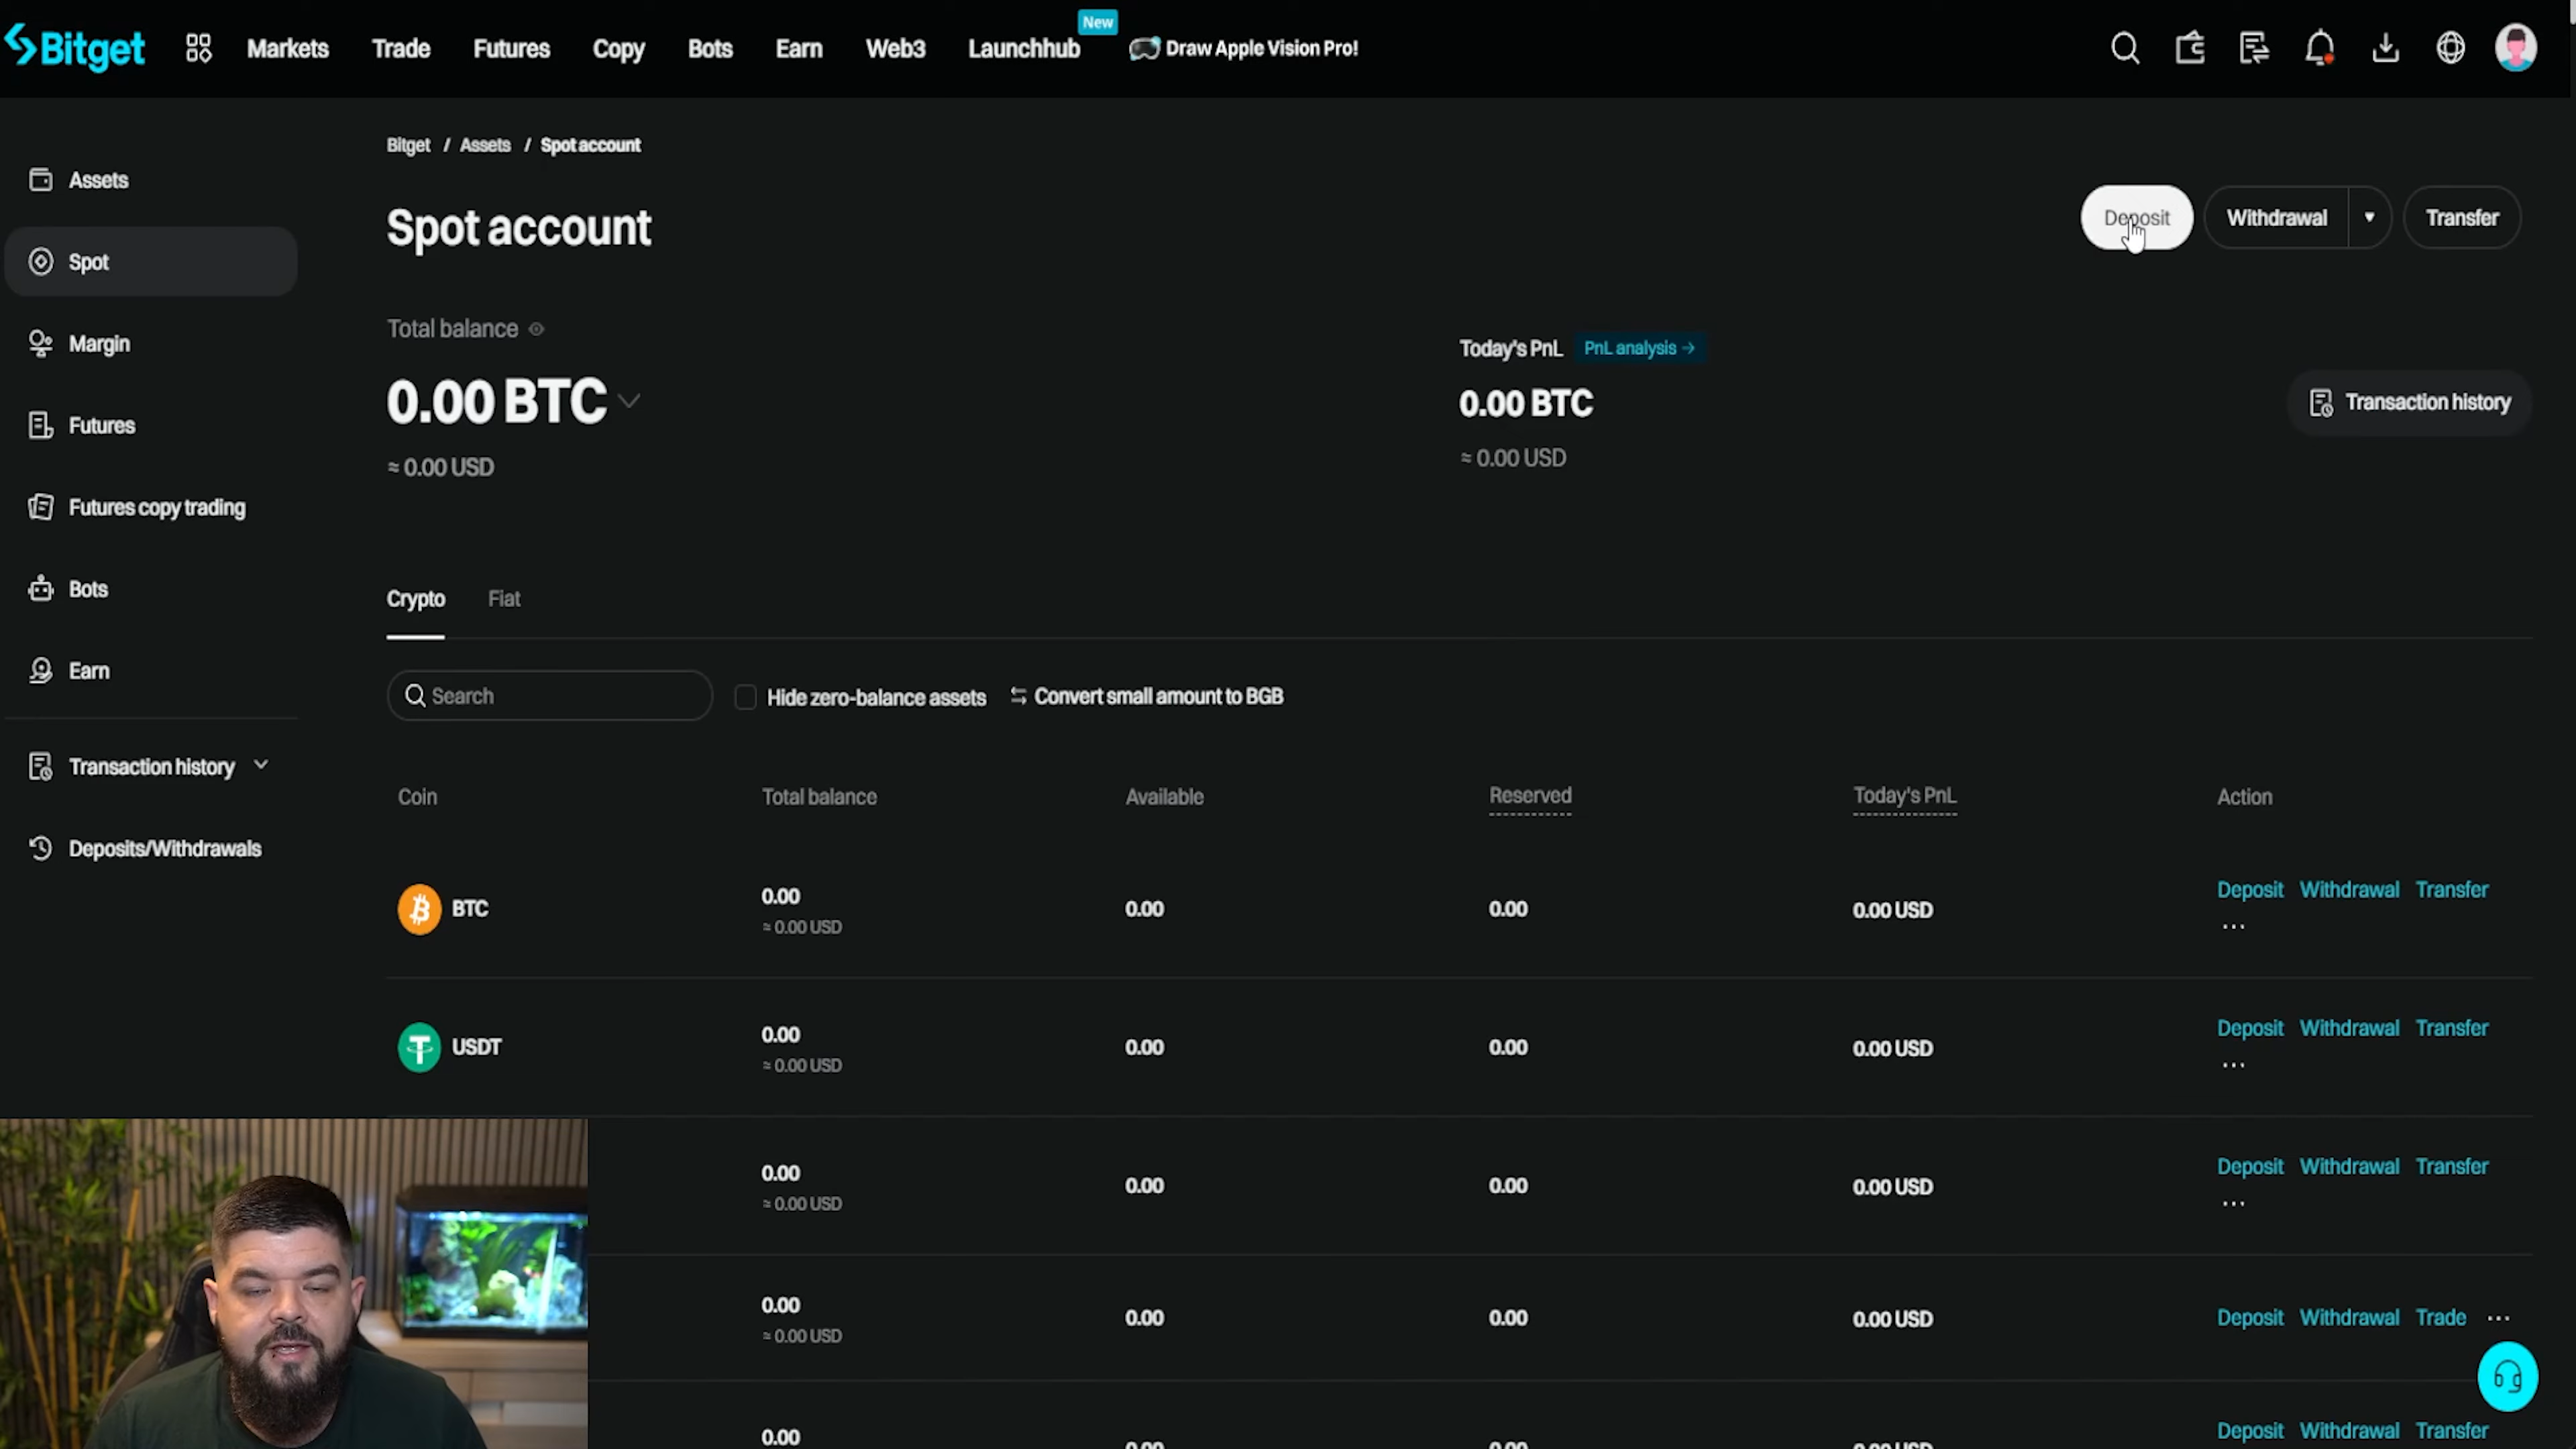 Bitget Markets Trade Futures Copy Bots Earn Web3 Launchhub New Draw Apple Vision Pro!
Bitget / Assets / Spot account
Assets
Spot
Margin
Futures
Futures copy trading
Bots
Earn
Transaction history
Deposits/Withdrawals
Spot account
Deposit Withdrawal Transfer
Total balance
0.00 BTC
≈ 0.00 USD
Today's PnL PnL analysis →
0.00 BTC
≈ 0.00 USD
Transaction history
Crypto Fiat
Search Hide zero-balance assets Convert small amount to BGB
Coin Total balance Available Reserved Today's PnL Action
BTC 0.00 0.00 0.00 0.00 USD Deposit Withdrawal Transfer
≈ 0.00 USD ...
USDT 0.00 0.00 0.00 0.00 USD Deposit Withdrawal Transfer
≈ 0.00 USD ...
0.00 0.00 0.00 0.00 USD Deposit Withdrawal Transfer
≈ 0.00 USD ...
0.00 0.00 0.00 0.00 USD Deposit Withdrawal Trade ...
≈ 0.00 USD
0.00 0.00 0.00 0.00 USD Deposit Withdrawal Transfer